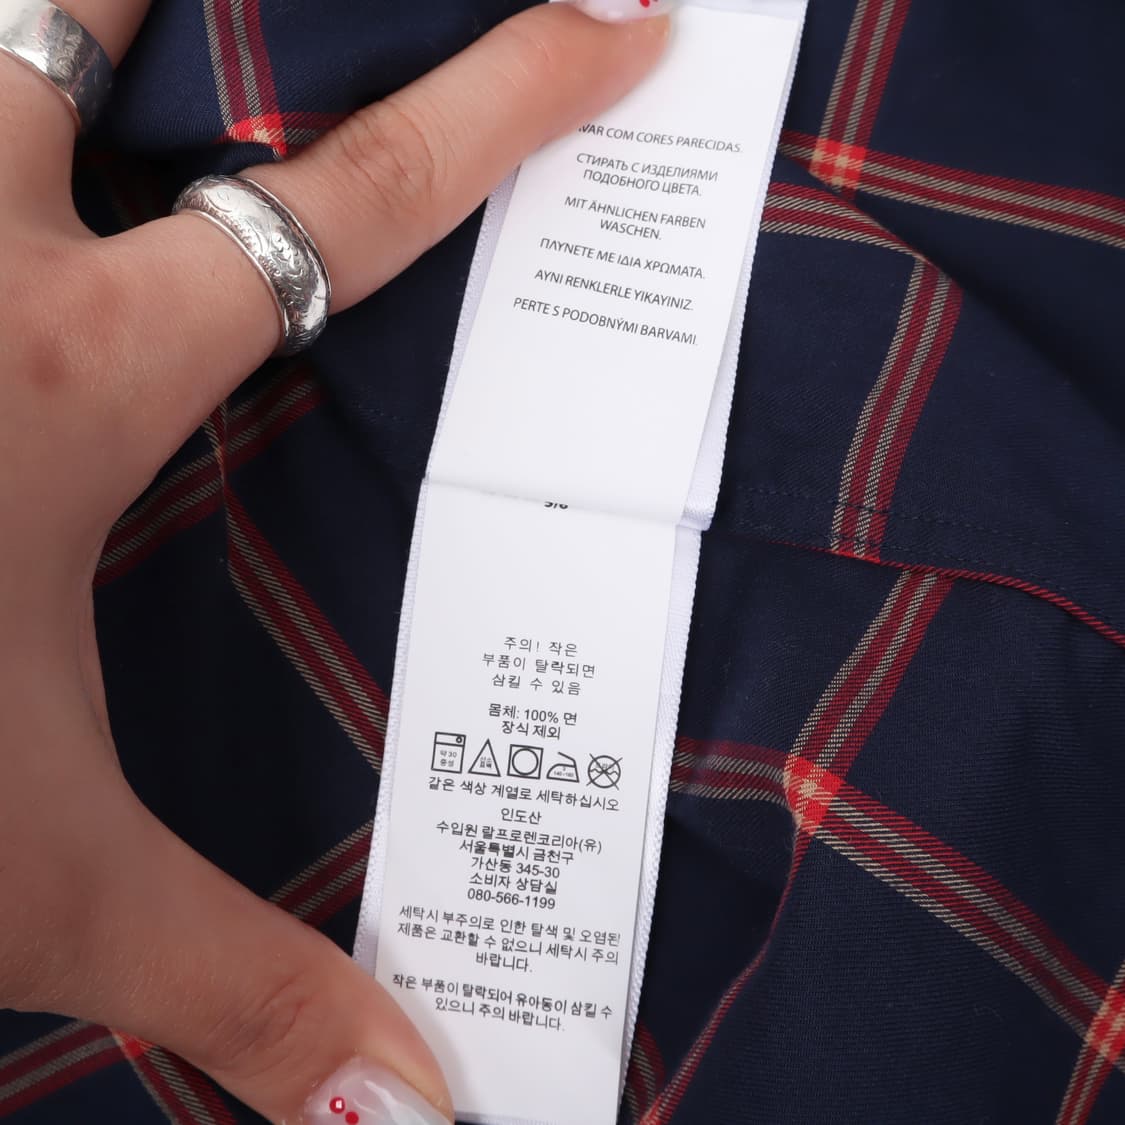 VAR COM CORES PARECIDAS.
СТИРАТЬ С ИЗДЕЛИЯМИ
ПОДОБНОГО ЦВЕТА.
MIT ÄHNLICHEN FARBEN
WASCHEN.
ΠΛΥΝΕΤΕ ΜΕ ΙΔΙΑ ΧΡΩΜΑΤΑ.
AYNI RENKLERLE YIKAYINIZ.
PERTE S PODOBNÝMI BARVAMI.
주의! 작은
부품이 탈락되면
삼킬 수 있음
몸체: 100% 면
장식 제외
약 30
중성
140~160
같은 색상 계열로 세탁하십시오
인도산
수입원 랄프로렌코리아(유)
서울특별시 금천구
가산동 345-30
소비자 상담실
080-566-1199
세탁시 부주의로 인한 탈색 및 오염된
제품은 교환할 수 없으니 세탁시 주의
바랍니다.
작은 부품이 탈락되어 유아동이 삼킬 수
있으니 주의 바랍니다.